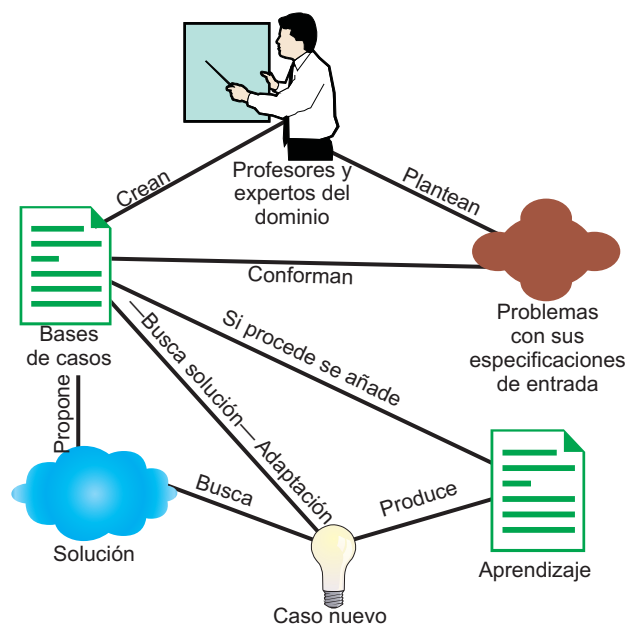 Profesores y
expertos del
dominio
Crean
Plantean
Conforman
Bases
de casos
Problemas
con sus
especificaciones
de entrada
Si procede se añade
—Busca solución— Adaptación
Propone
Busca
Produce
Solución
Aprendizaje
Caso nuevo